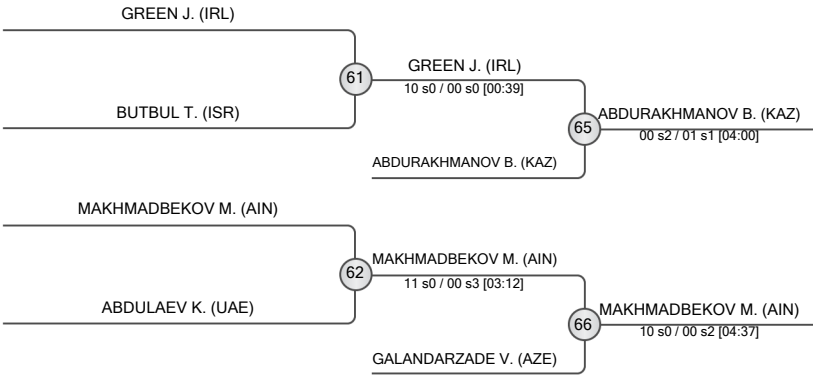 GREEN J. (IRL)
61
GREEN J. (IRL)
10 s0 / 00 s0 [00:39]
BUTBUL T. (ISR)
65
ABDURAKHMANOV B. (KAZ)
00 s2 / 01 s1 [04:00]
ABDURAKHMANOV B. (KAZ)
MAKHMADBEKOV M. (AIN)
62
MAKHMADBEKOV M. (AIN)
11 s0 / 00 s3 [03:12]
ABDULAEV K. (UAE)
66
MAKHMADBEKOV M. (AIN)
10 s0 / 00 s2 [04:37]
GALANDARZADE V. (AZE)